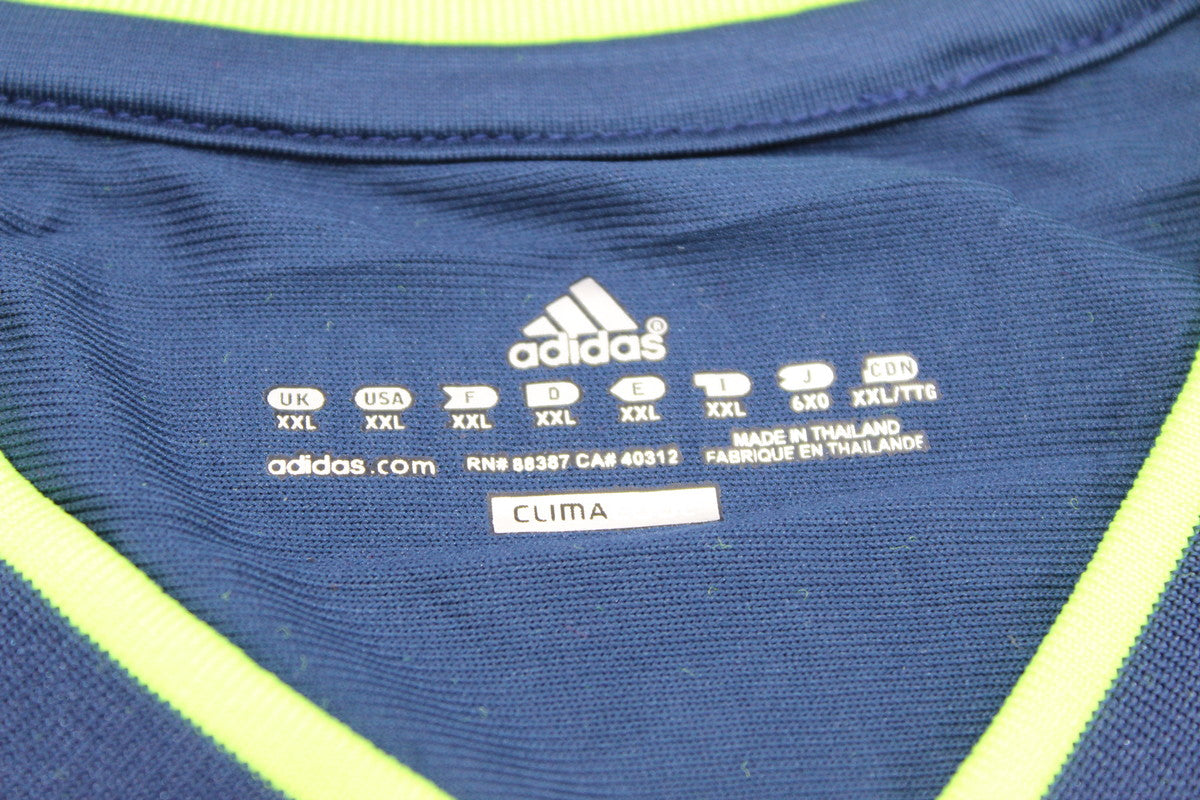 adidas®
UK USA F D E I J CDN
XXL XXL XXL XXL XXL XXL 6X0 XXL/TTG
adidas.com RN# 88387 CA# 40312 MADE IN THAILAND
FABRIQUE EN THAILANDE
CLIMA